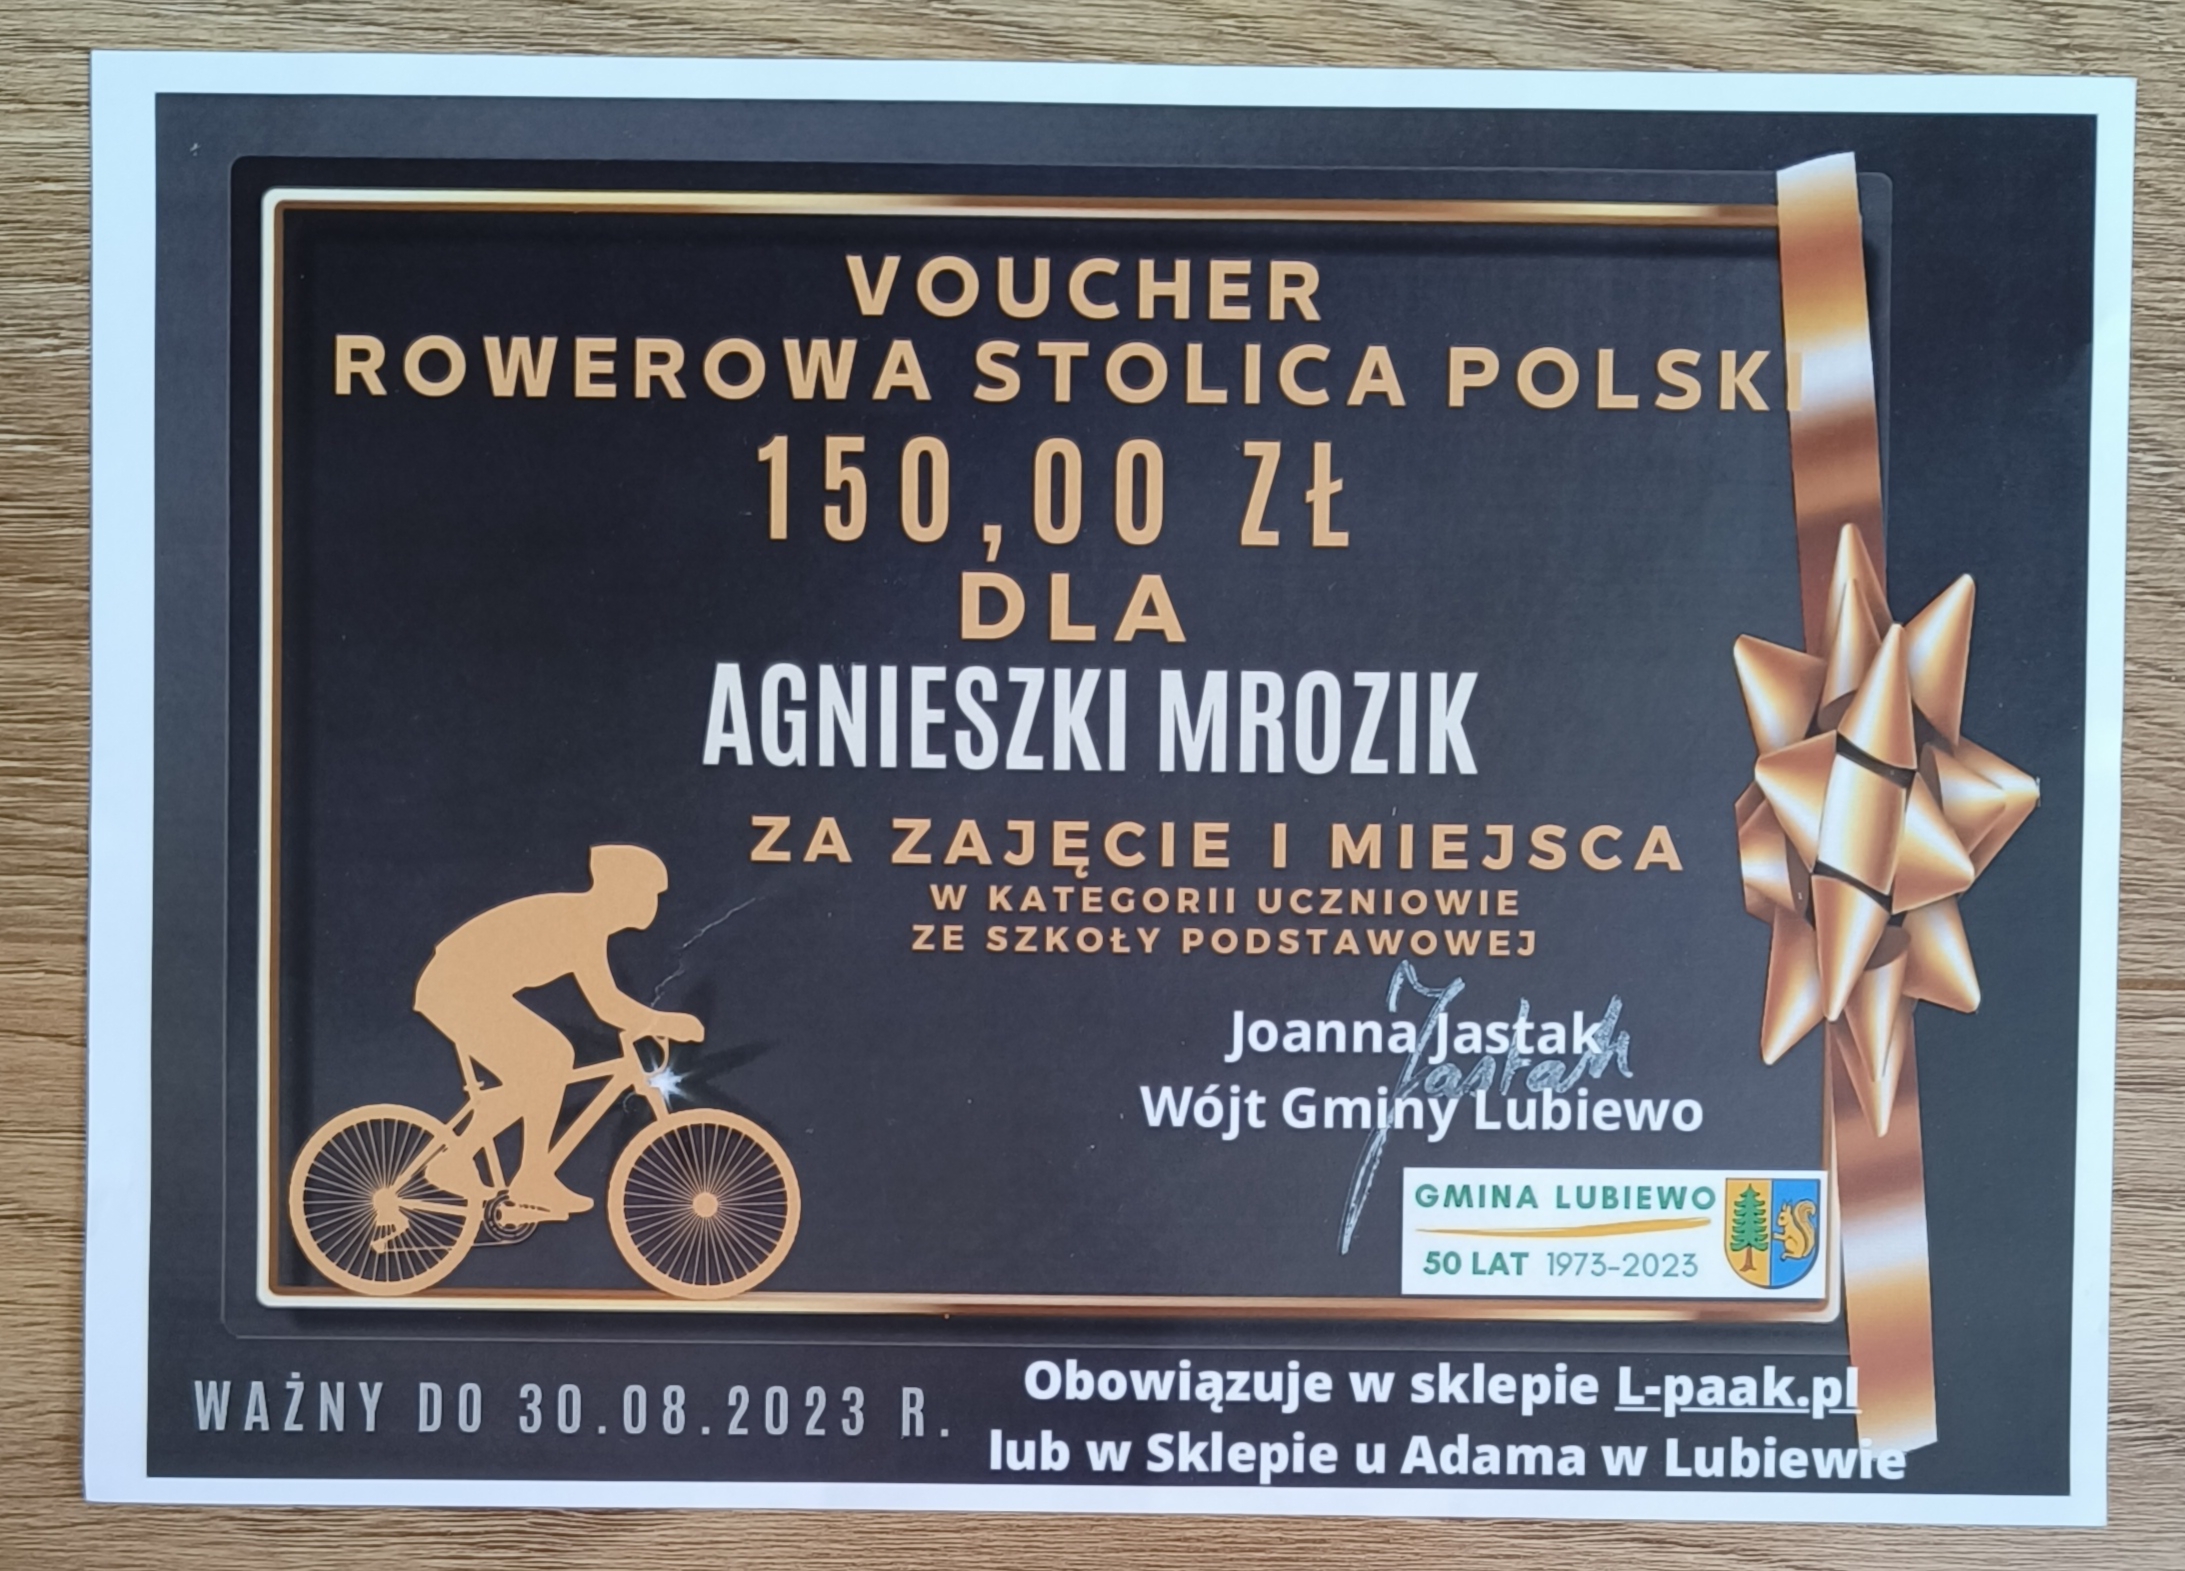 VOUCHER
ROWEROWA STOLICA POLSKI
150,00 ZŁ
DLA
AGNIESZKI MROZIK
ZA ZAJĘCIE I MIEJSCA
W KATEGORII UCZNIOWIE
ZE SZKOŁY PODSTAWOWEJ
Joanna Jastak
Jastak
Wójt Gminy Lubiewo
GMINA LUBIEWO
50 LAT 1973-2023
WAŻNY DO 30.08.2023 R.
Obowiązuje w sklepie L-paak.pl
lub w Sklepie u Adama w Lubiewie